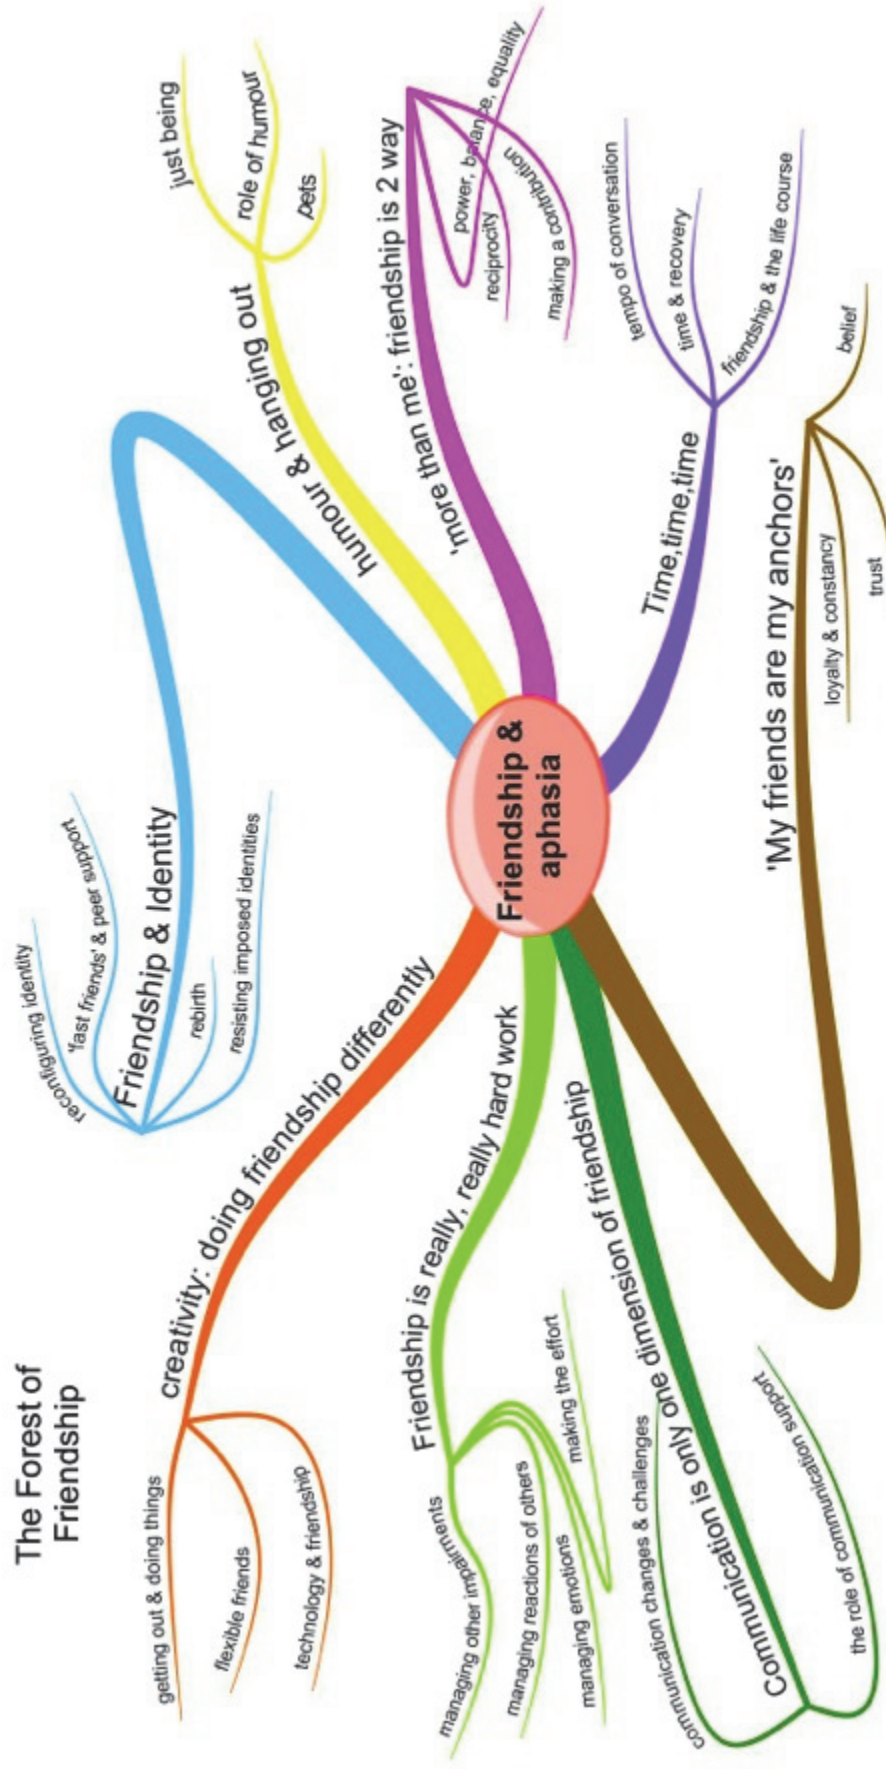 The Forest of
Friendship
Friendship &
aphasia
Friendship & Identity
reconfiguring identity
'fast friends' & peer support
rebirth
resisting imposed identities
humour & hanging out
just being
role of humour
pets
'more than me': friendship is 2 way
power, balance, equality
reciprocity
making a contribution
Time,time,time
tempo of conversation
time & recovery
friendship & the life course
'My friends are my anchors'
belief
loyalty & constancy
trust
Communication is only one dimension of friendship
communication changes & challenges
the role of communication support
Friendship is really, really hard work
managing other impairments
managing reactions of others
managing emotions
making the effort
creativity: doing friendship differently
getting out & doing things
flexible friends
technology & friendship